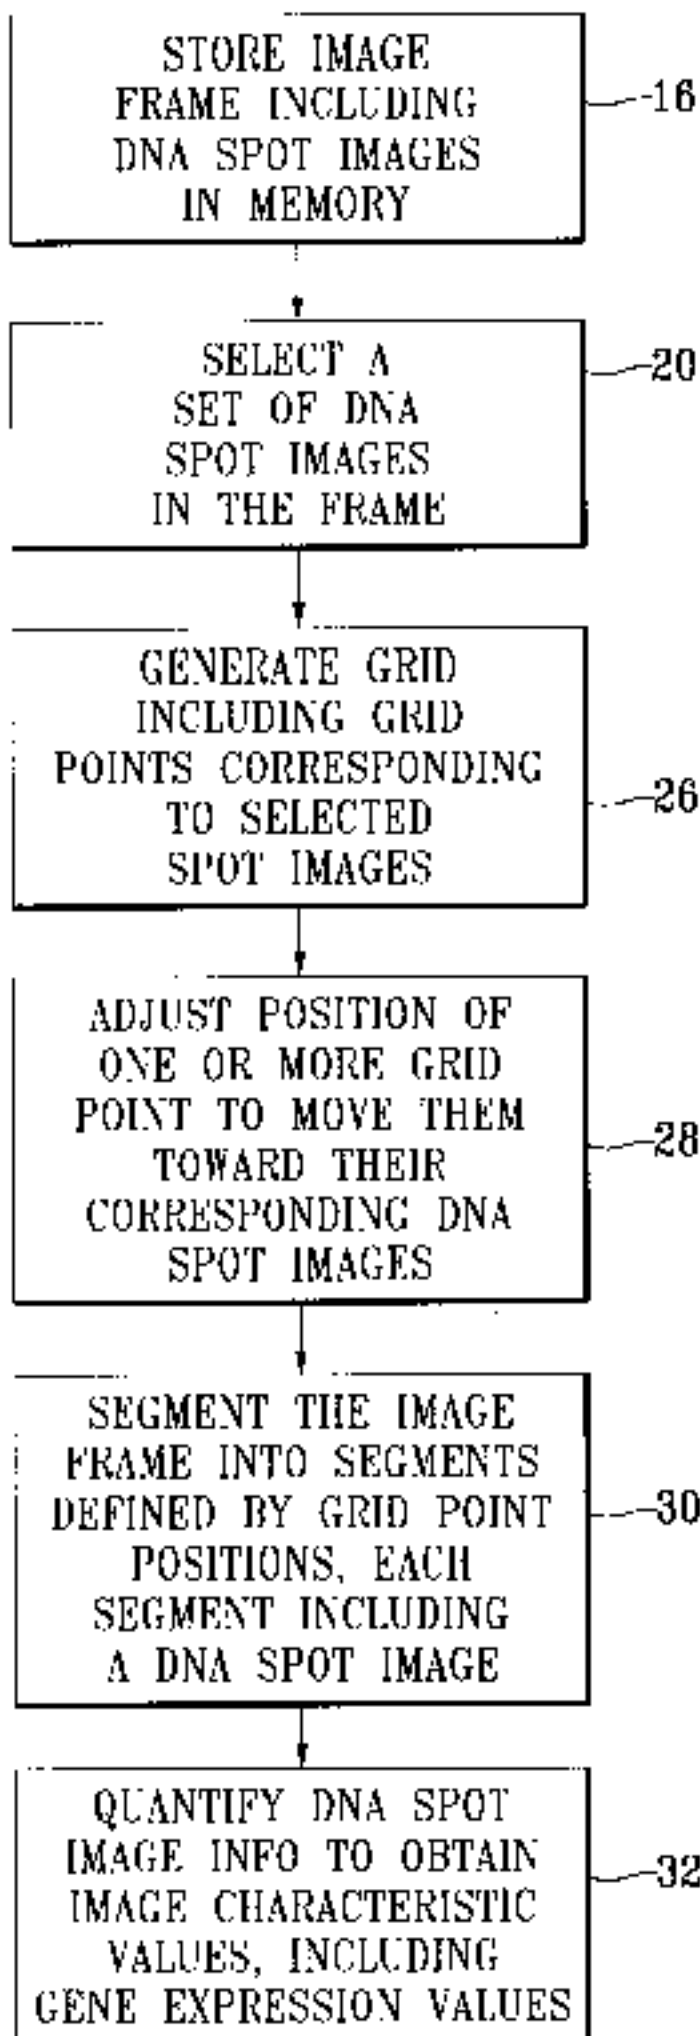 STORE IMAGE
FRAME INCLUDING
DNA SPOT IMAGES
IN MEMORY
16
SELECT A
SET OF DNA
SPOT IMAGES
IN THE FRAME
20
GENERATE GRID
INCLUDING GRID
POINTS CORRESPONDING
TO SELECTED
SPOT IMAGES
26
ADJUST POSITION OF
ONE OR MORE GRID
POINT TO MOVE THEM
TOWARD THEIR
CORRESPONDING DNA
SPOT IMAGES
28
SEGMENT THE IMAGE
FRAME INTO SEGMENTS
DEFINED BY GRID POINT
POSITIONS, EACH
SEGMENT INCLUDING
A DNA SPOT IMAGE
30
QUANTIFY DNA SPOT
IMAGE INFO TO OBTAIN
IMAGE CHARACTERISTIC
VALUES, INCLUDING
GENE EXPRESSION VALUES
32